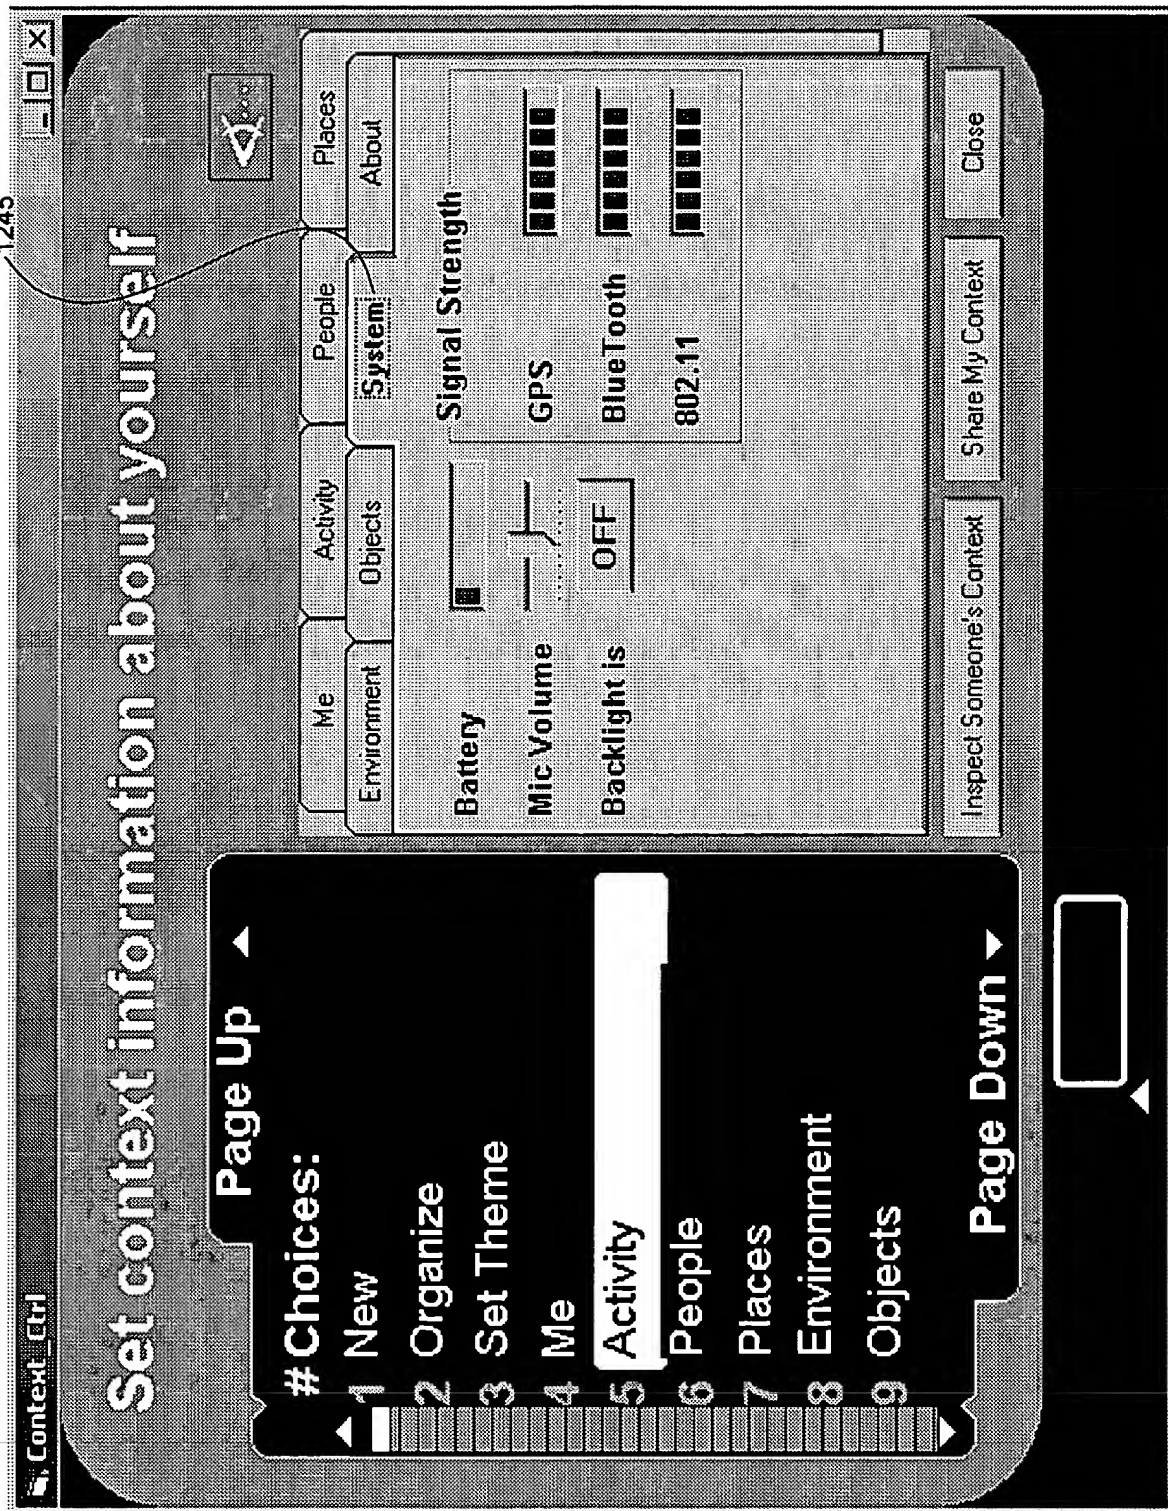 1245
Context_Ctrl
Set context information about yourself
Page Up
# Choices:
1 New
2 Organize
3 Set Theme
4 Me
5 Activity
6 People
7 Places
8 Environment
9 Objects
Page Down
Me
Activity
People
Places
Environment
Objects
System
About
Battery
Mic Volume
Backlight is
OFF
Signal Strength
GPS
BlueTooth
802.11
Inspect Someone's Context
Share My Context
Close